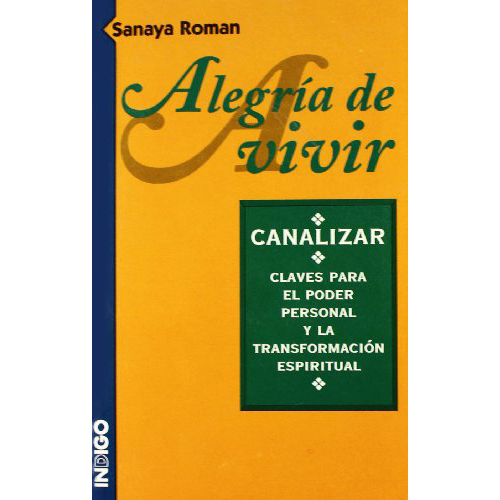 Sanaya Roman
Alegría de
vivir
CANALIZAR
CLAVES PARA
EL PODER
PERSONAL
Y LA
TRANSFORMACIÓN
ESPIRITUAL
INDIGO